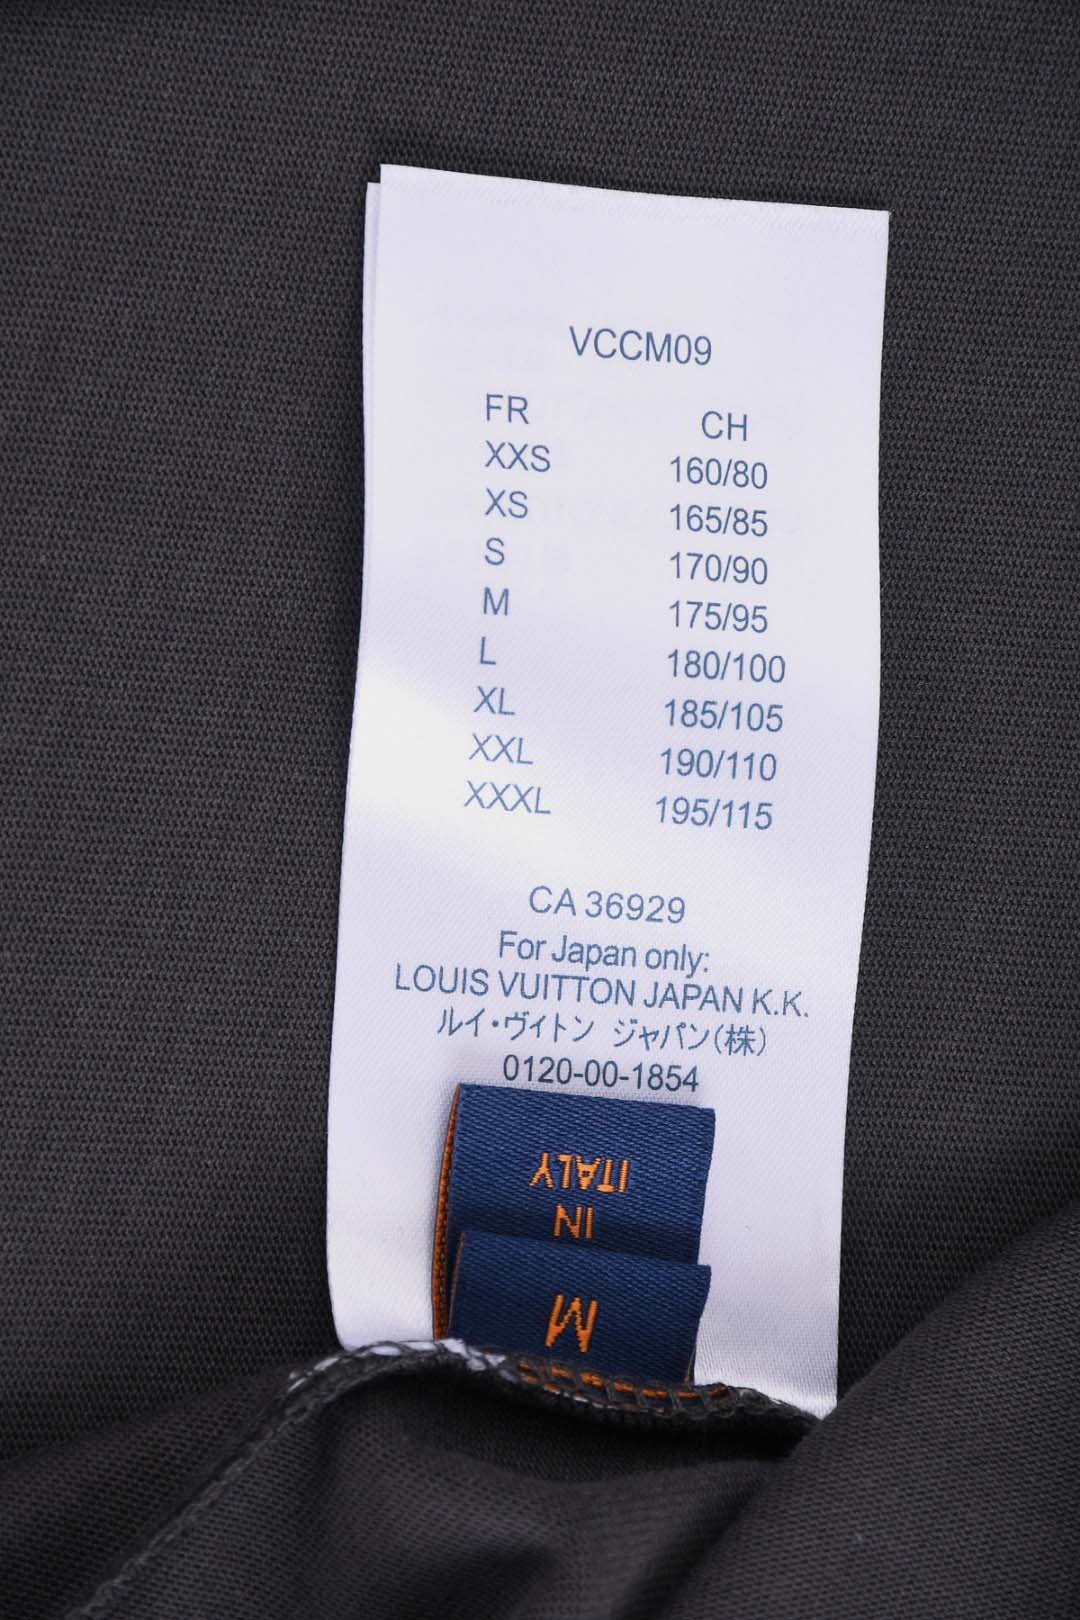 VCCM09
FR CH
XXS 160/80
XS 165/85
S 170/90
M 175/95
L 180/100
XL 185/105
XXL 190/110
XXXL 195/115
CA 36929
For Japan only:
LOUIS VUITTON JAPAN K.K.
ルイ・ヴィトン ジャパン(株)
0120-00-1854
IN
ITALY
M